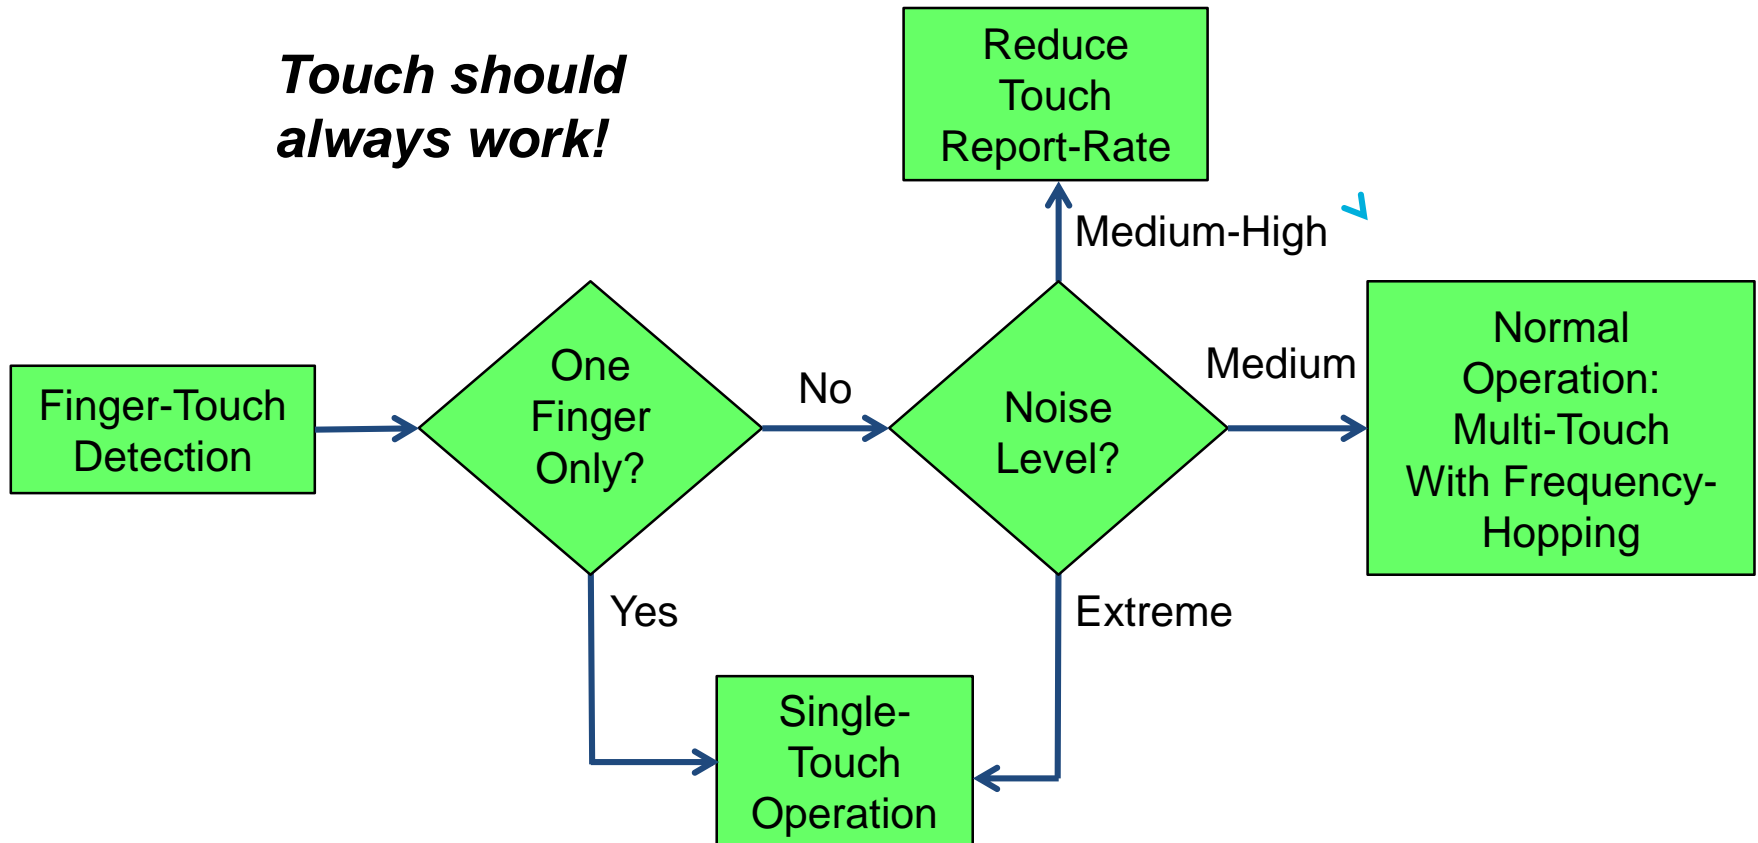 Touch should
always work!
Reduce
Touch
Report-Rate
Medium-High
Finger-Touch
Detection
One
Finger
Only?
No
Noise
Level?
Medium
Normal
Operation:
Multi-Touch
With Frequency-
Hopping
Yes
Extreme
Single-
Touch
Operation